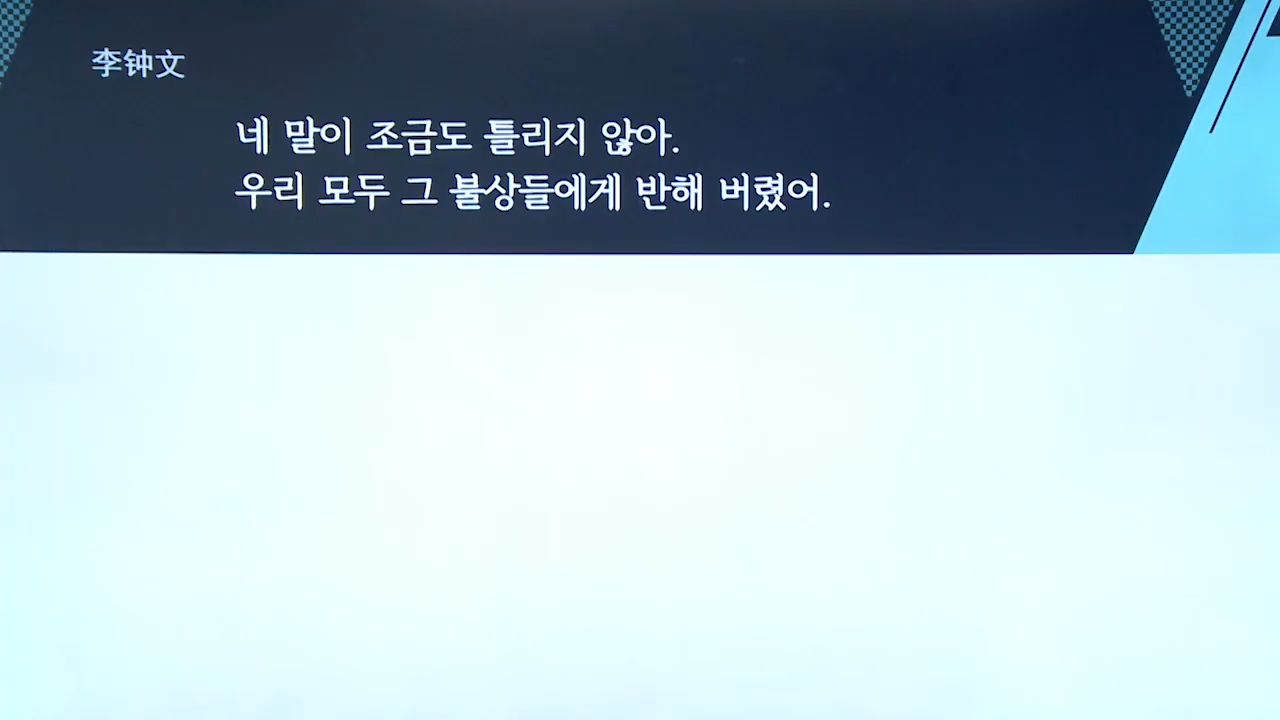 李钟文
네 말이 조금도 틀리지 않아.
우리 모두 그 불상들에게 반해 버렸어.